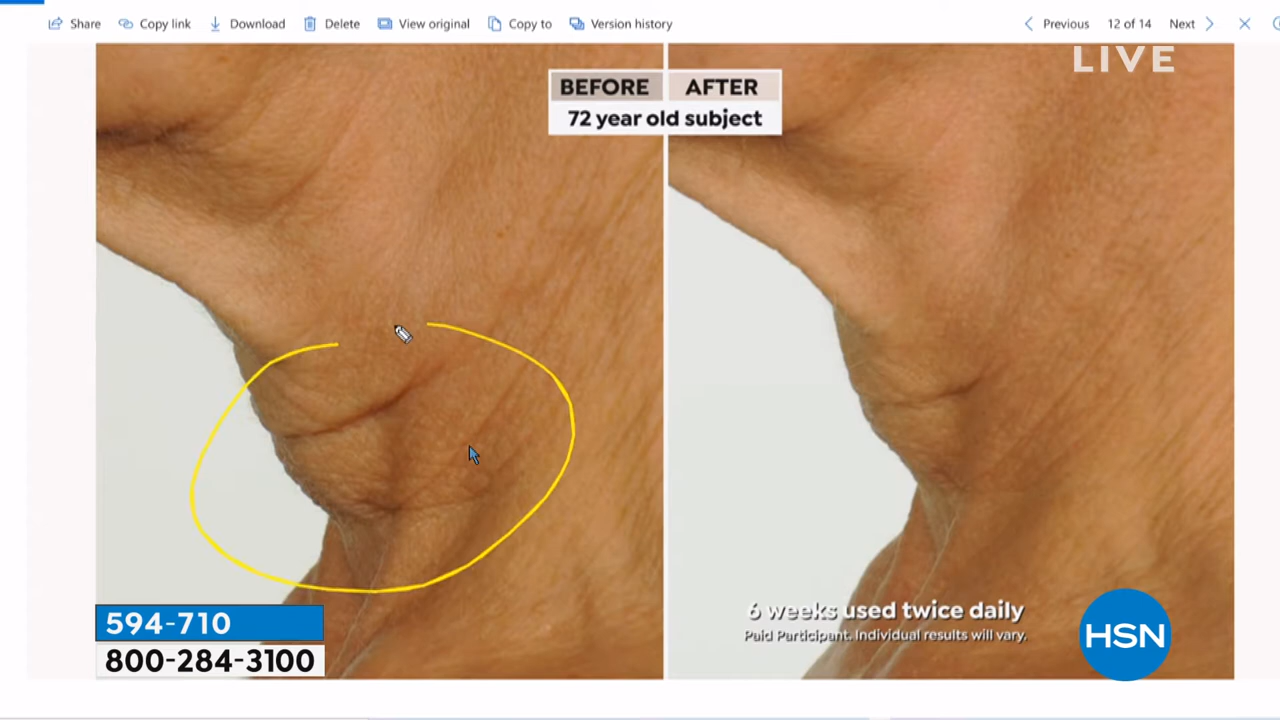 Share Copy link Download Delete View original Copy to Version history Previous 12 of 14 Next
LIVE
BEFORE AFTER
72 year old subject
594-710
800-284-3100
6 weeks used twice daily
Paid Participant. Individual results will vary.
HSN